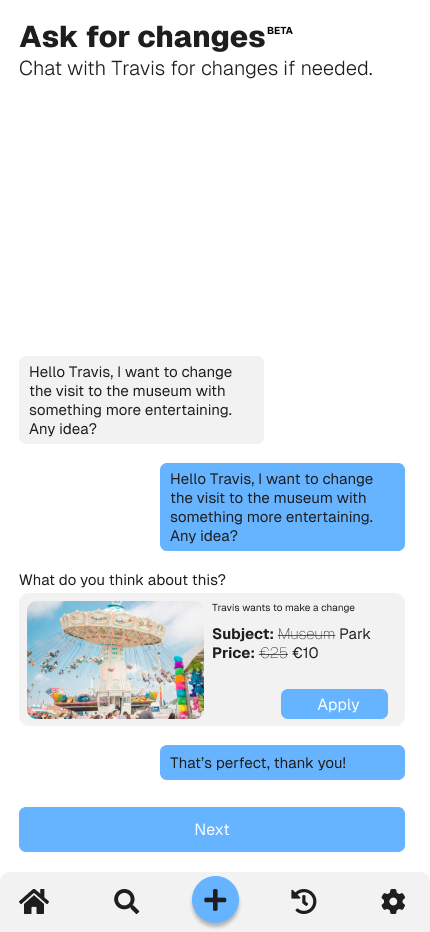 Ask for changes BETA
Chat with Travis for changes if needed.
Hello Travis, I want to change
the visit to the museum with
something more entertaining.
Any idea?
Hello Travis, I want to change
the visit to the museum with
something more entertaining.
Any idea?
What do you think about this?
Travis wants to make a change
Subject: Museum Park
Price: €25 €10
Apply
That's perfect, thank you!
Next